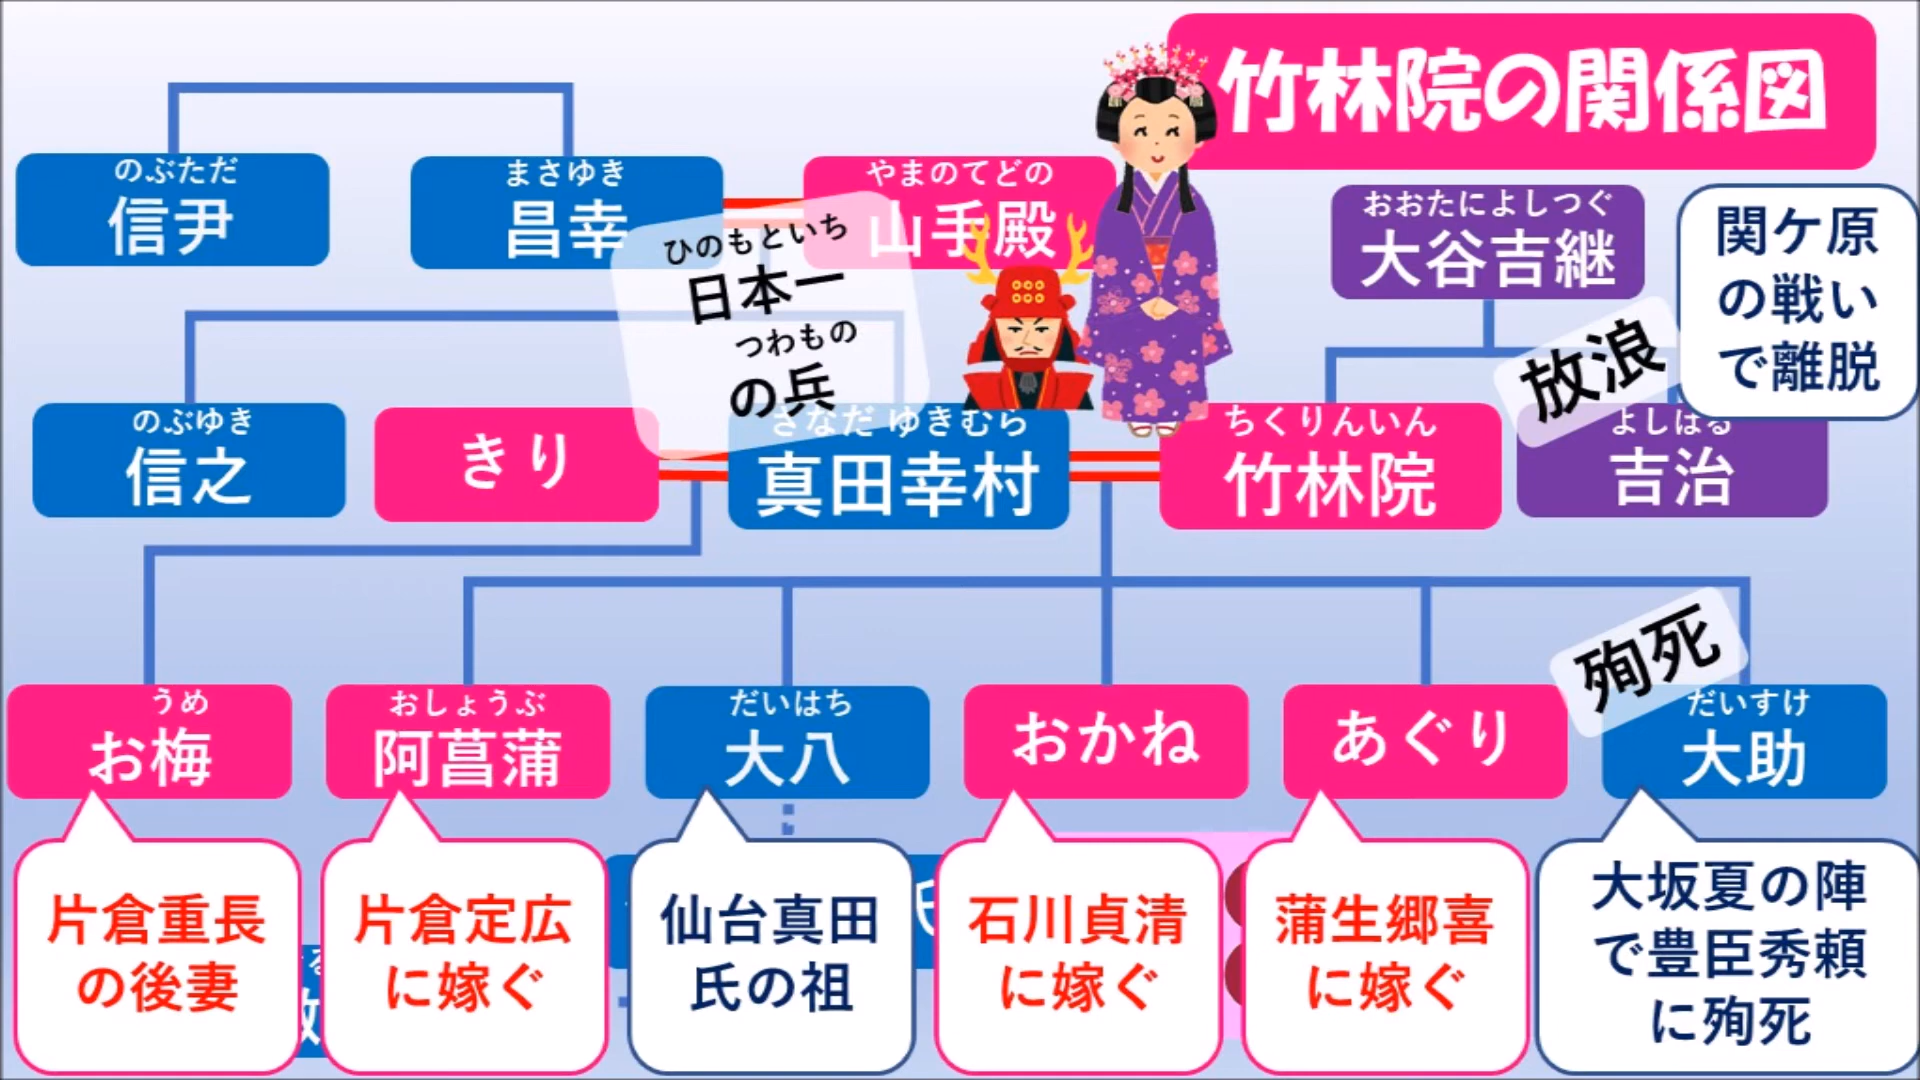 竹林院の関係図
のぶただ
信尹
まさゆき
昌幸
やまのてどの
山手殿
おおたによしつぐ
大谷吉継
関ケ原
の戦い
で離脱
ひのもといち
日本一
つわもの
の兵
放浪
のぶゆき
信之
きり
さなだ ゆきむら
真田幸村
ちくりんいん
竹林院
よしはる
吉治
殉死
うめ
お梅
おしょうぶ
阿菖蒲
だいはち
大八
おかね
あぐり
だいすけ
大助
片倉重長
の後妻
片倉定広
に嫁ぐ
仙台真田
氏の祖
石川貞清
に嫁ぐ
蒲生郷喜
に嫁ぐ
大坂夏の陣
で豊臣秀頼
に殉死